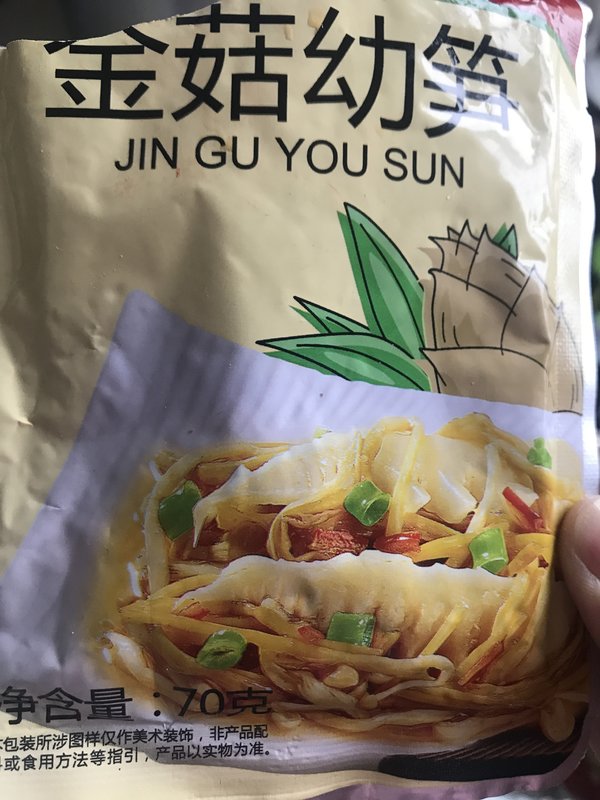 金菇幼笋
JIN GU YOU SUN
净含量:70克
本包装所涉图样仅作美术装饰,非产品配
料或食用方法等指引,产品以实物为准。